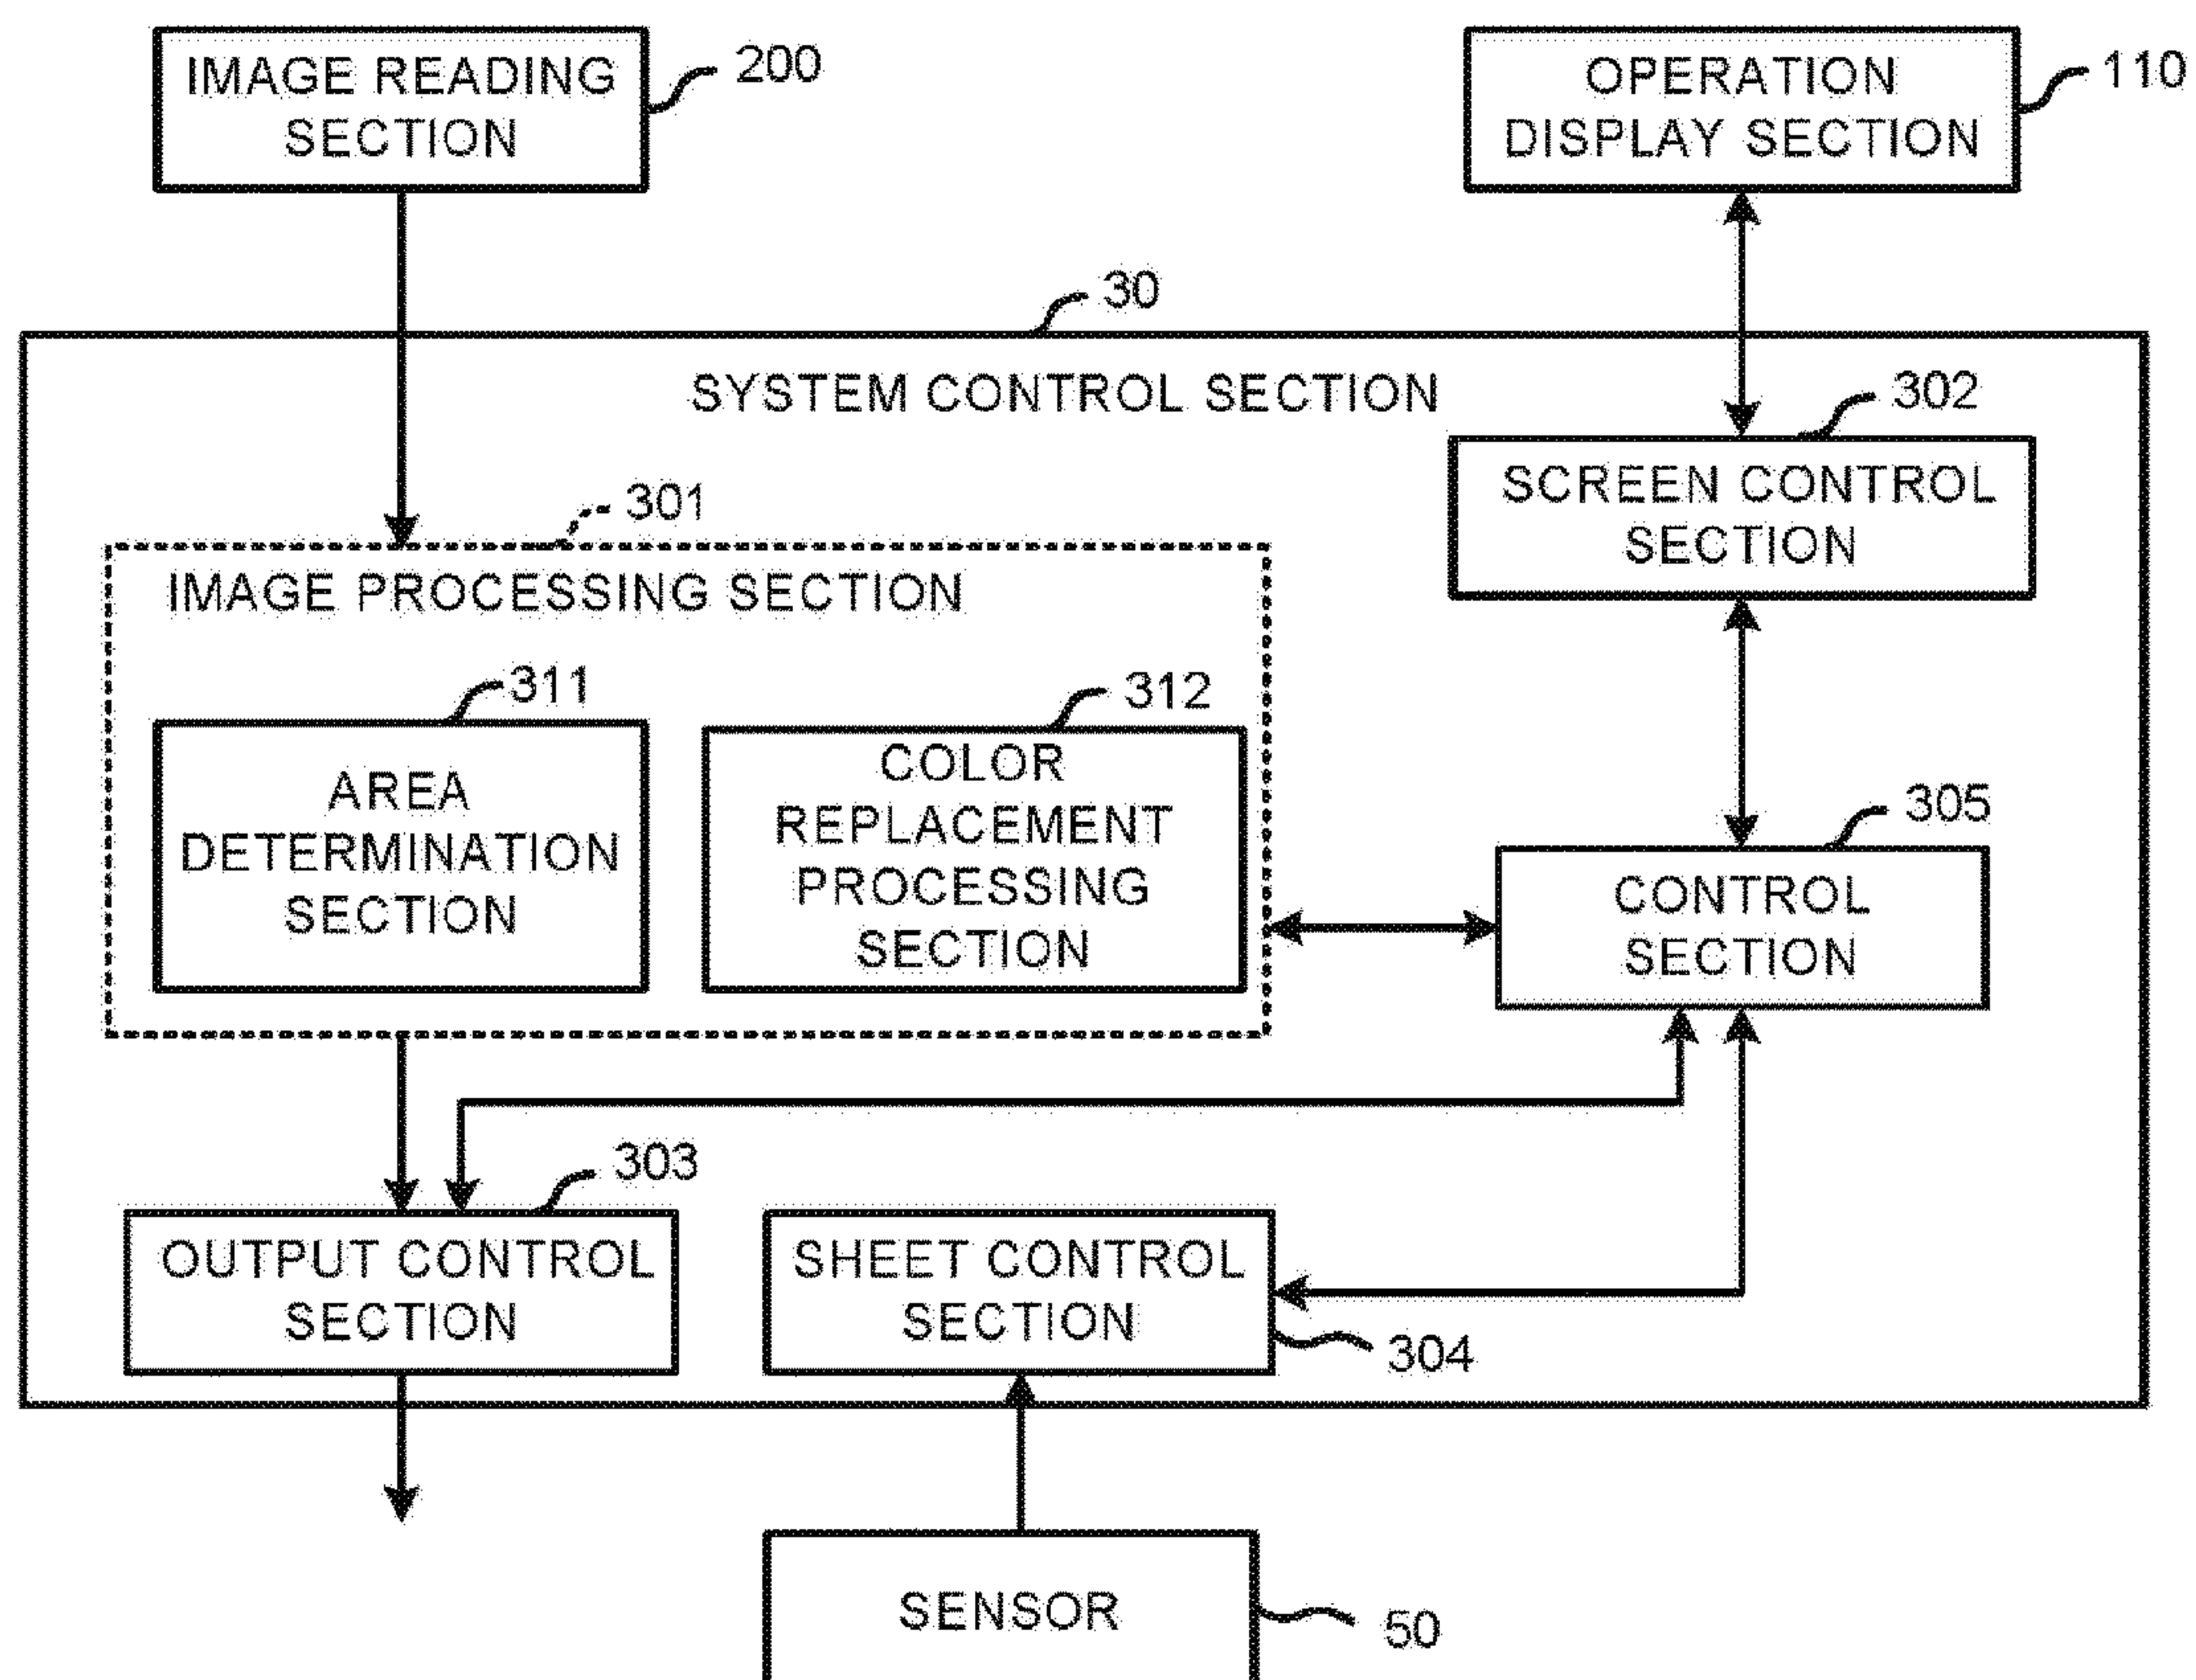 IMAGE READING
SECTION
200
OPERATION
DISPLAY SECTION
110
30
SYSTEM CONTROL SECTION
302
SCREEN CONTROL
SECTION
301
IMAGE PROCESSING SECTION
311
AREA
DETERMINATION
SECTION
312
COLOR
REPLACEMENT
PROCESSING
SECTION
305
CONTROL
SECTION
303
OUTPUT CONTROL
SECTION
SHEET CONTROL
SECTION
304
SENSOR
50